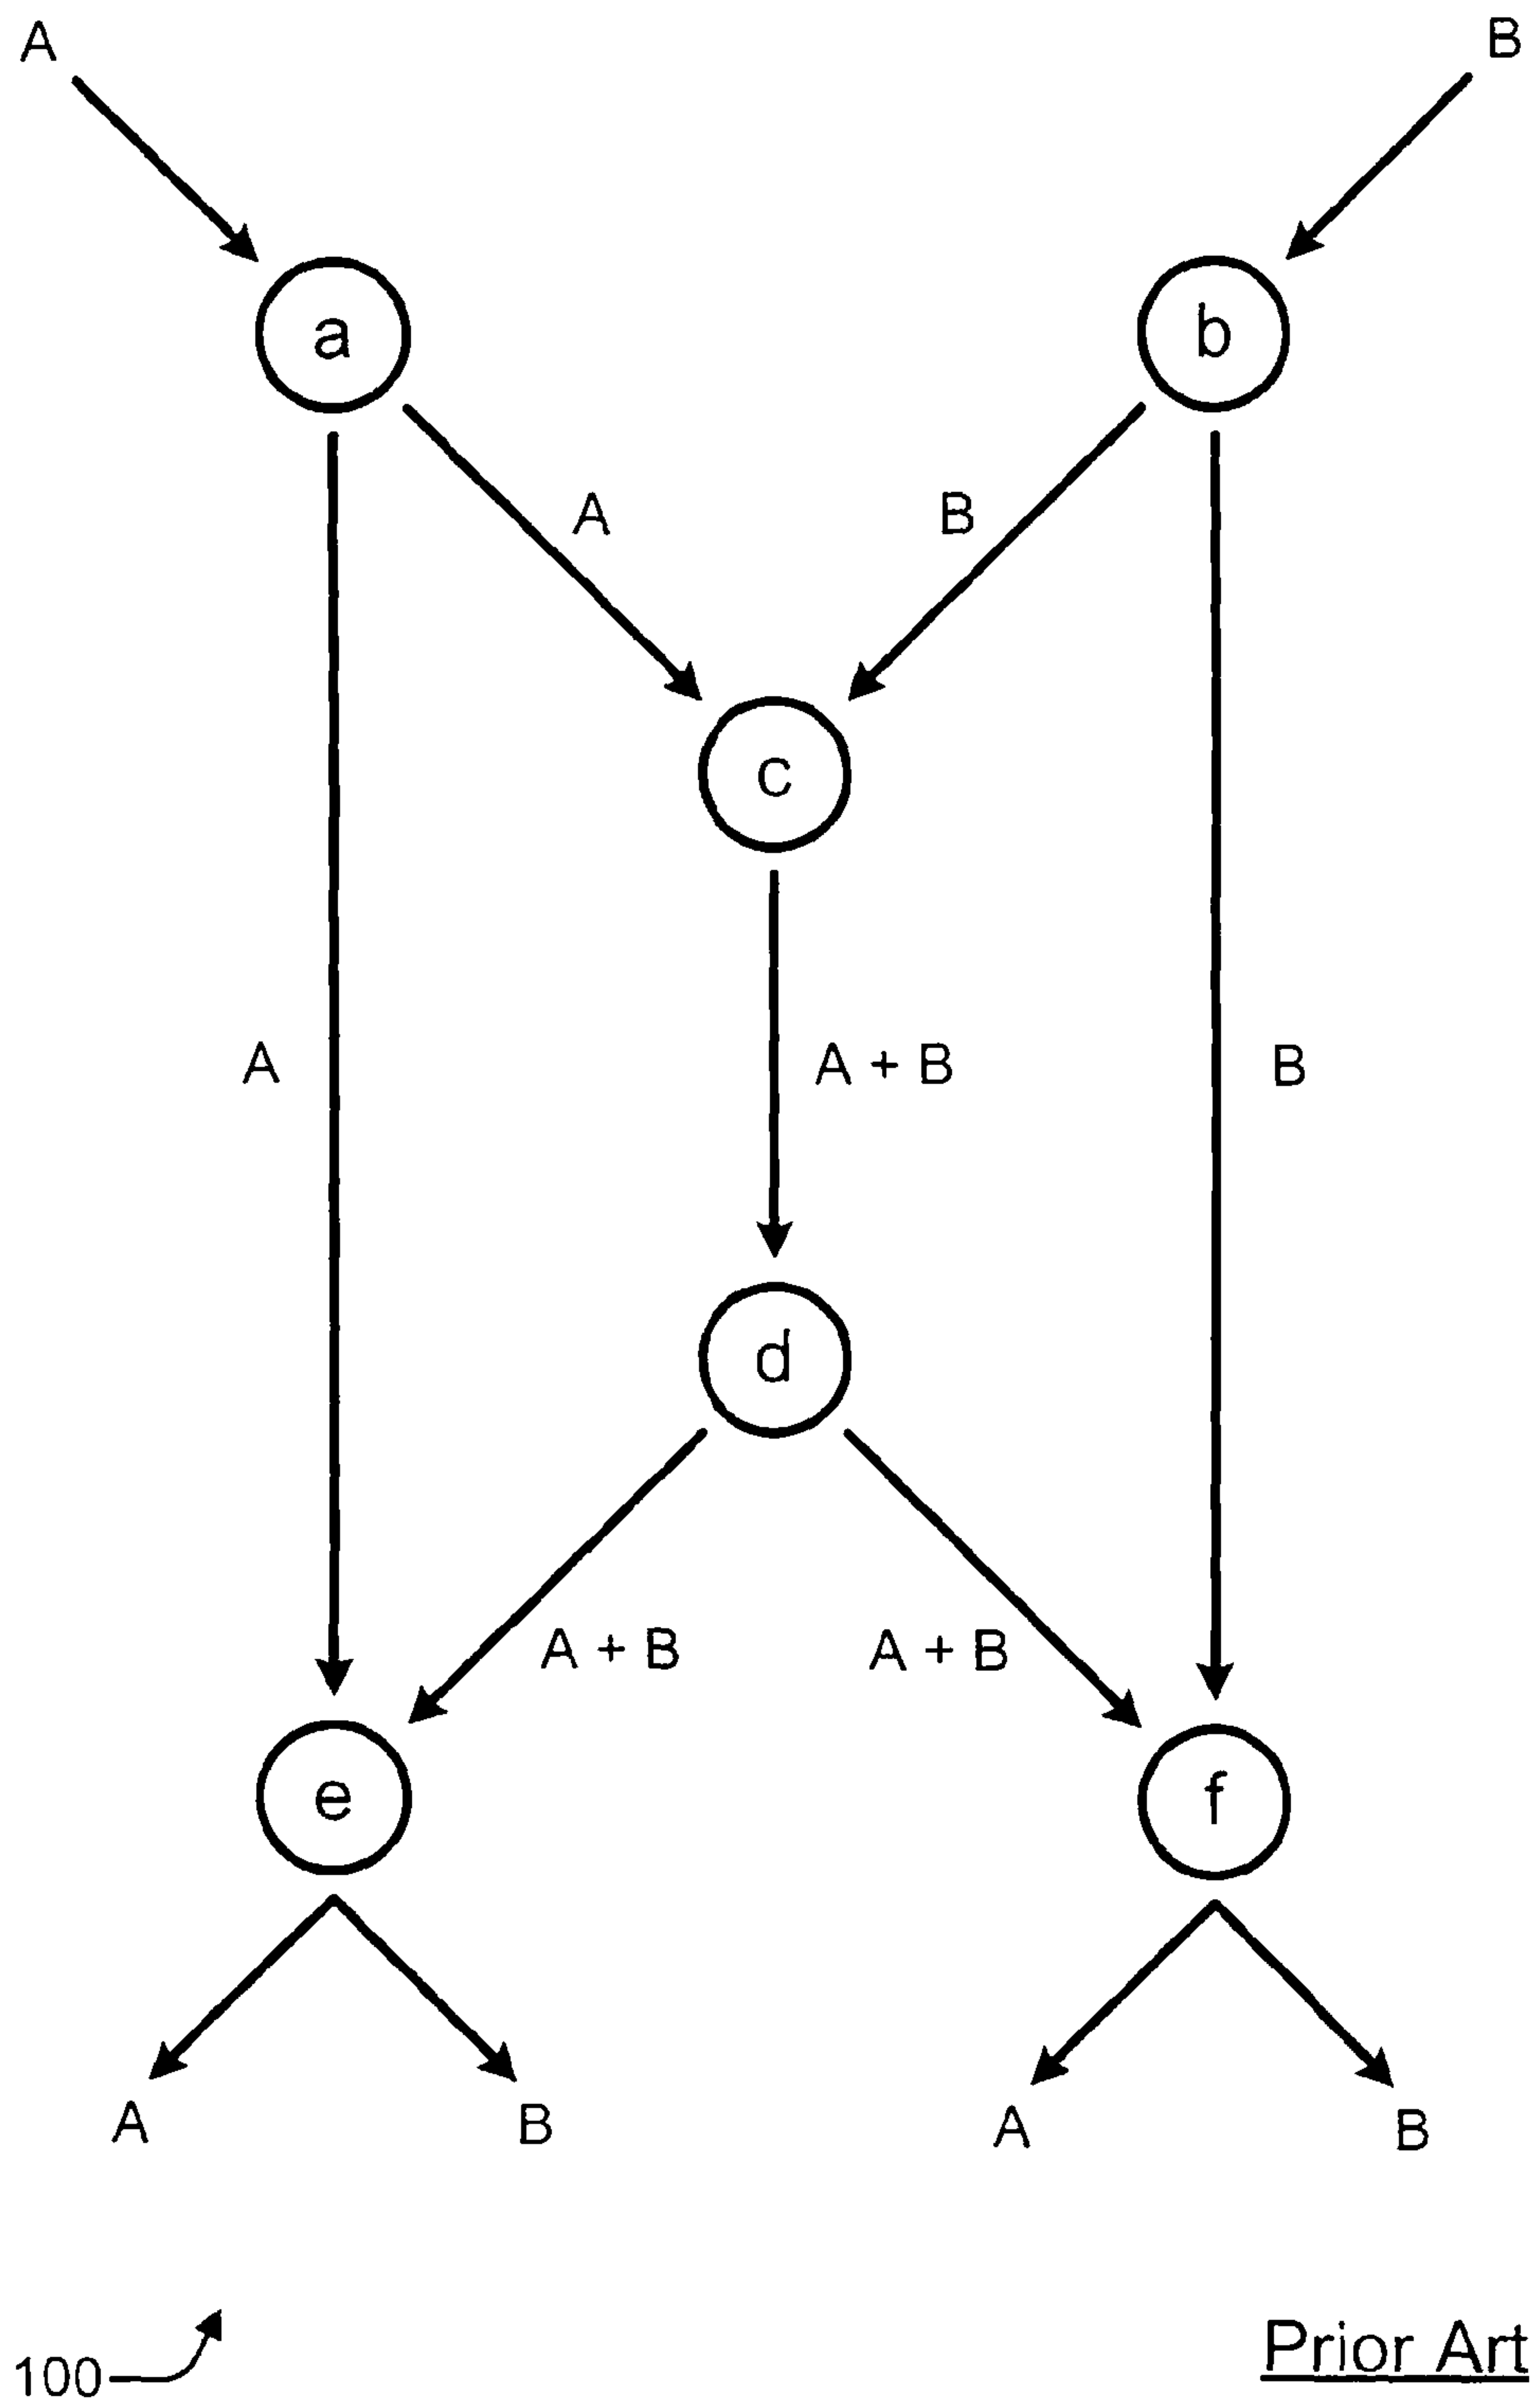 A B
a b
A B
c
A A + B B
d
A + B A + B
e f
A B A B
100 Prior Art